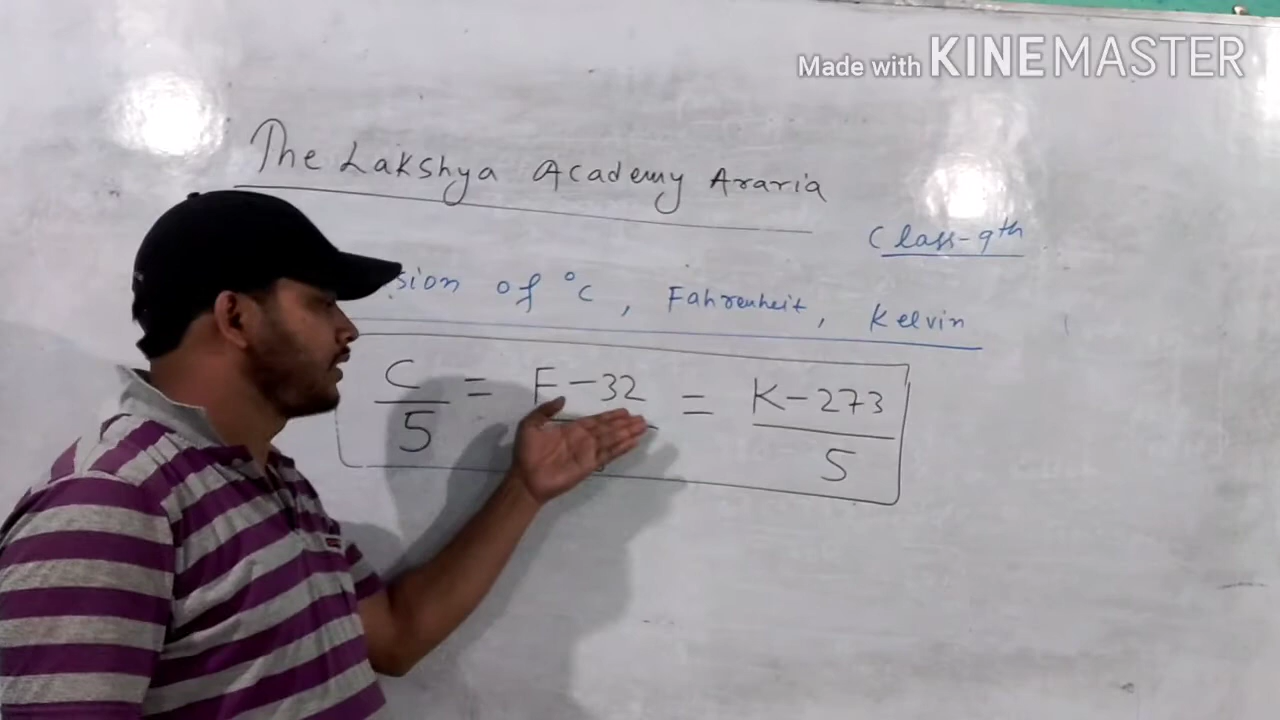 Made with KINEMASTER
The Lakshya Academy Araria
Class-9th
sion of °C, Fahrenheit, Kelvin
C/5 = F-32 = K-273/5